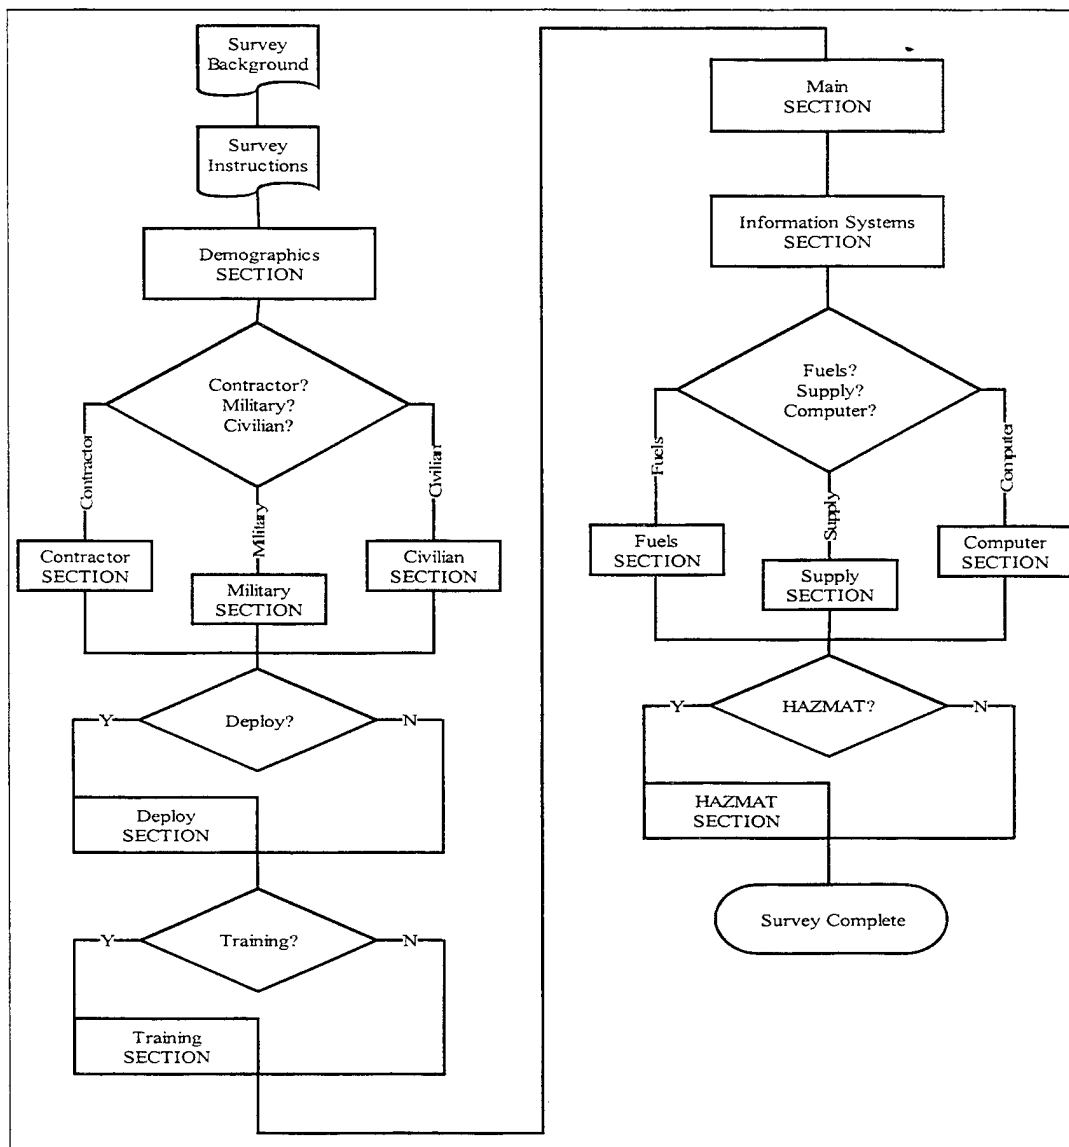 Survey
Background
Survey
Instructions
Demographics
SECTION
Contractor?
Military?
Civilian?
Contractor
Military
Civilian
Contractor
SECTION
Military
SECTION
Civilian
SECTION
Y
Deploy?
N
Deploy
SECTION
Y
Training?
N
Training
SECTION
Main
SECTION
Information Systems
SECTION
Fuels?
Supply?
Computer?
Fuels
Supply
Computer
Fuels
SECTION
Supply
SECTION
Computer
SECTION
Y
HAZMAT?
N
HAZMAT
SECTION
Survey Complete